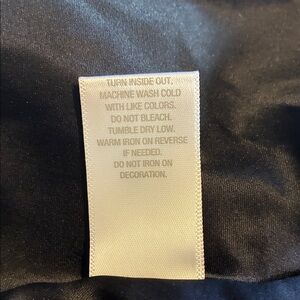 TURN INSIDE OUT.
MACHINE WASH COLD
WITH LIKE COLORS.
DO NOT BLEACH.
TUMBLE DRY LOW.
WARM IRON ON REVERSE
IF NEEDED.
DO NOT IRON ON
DECORATION.